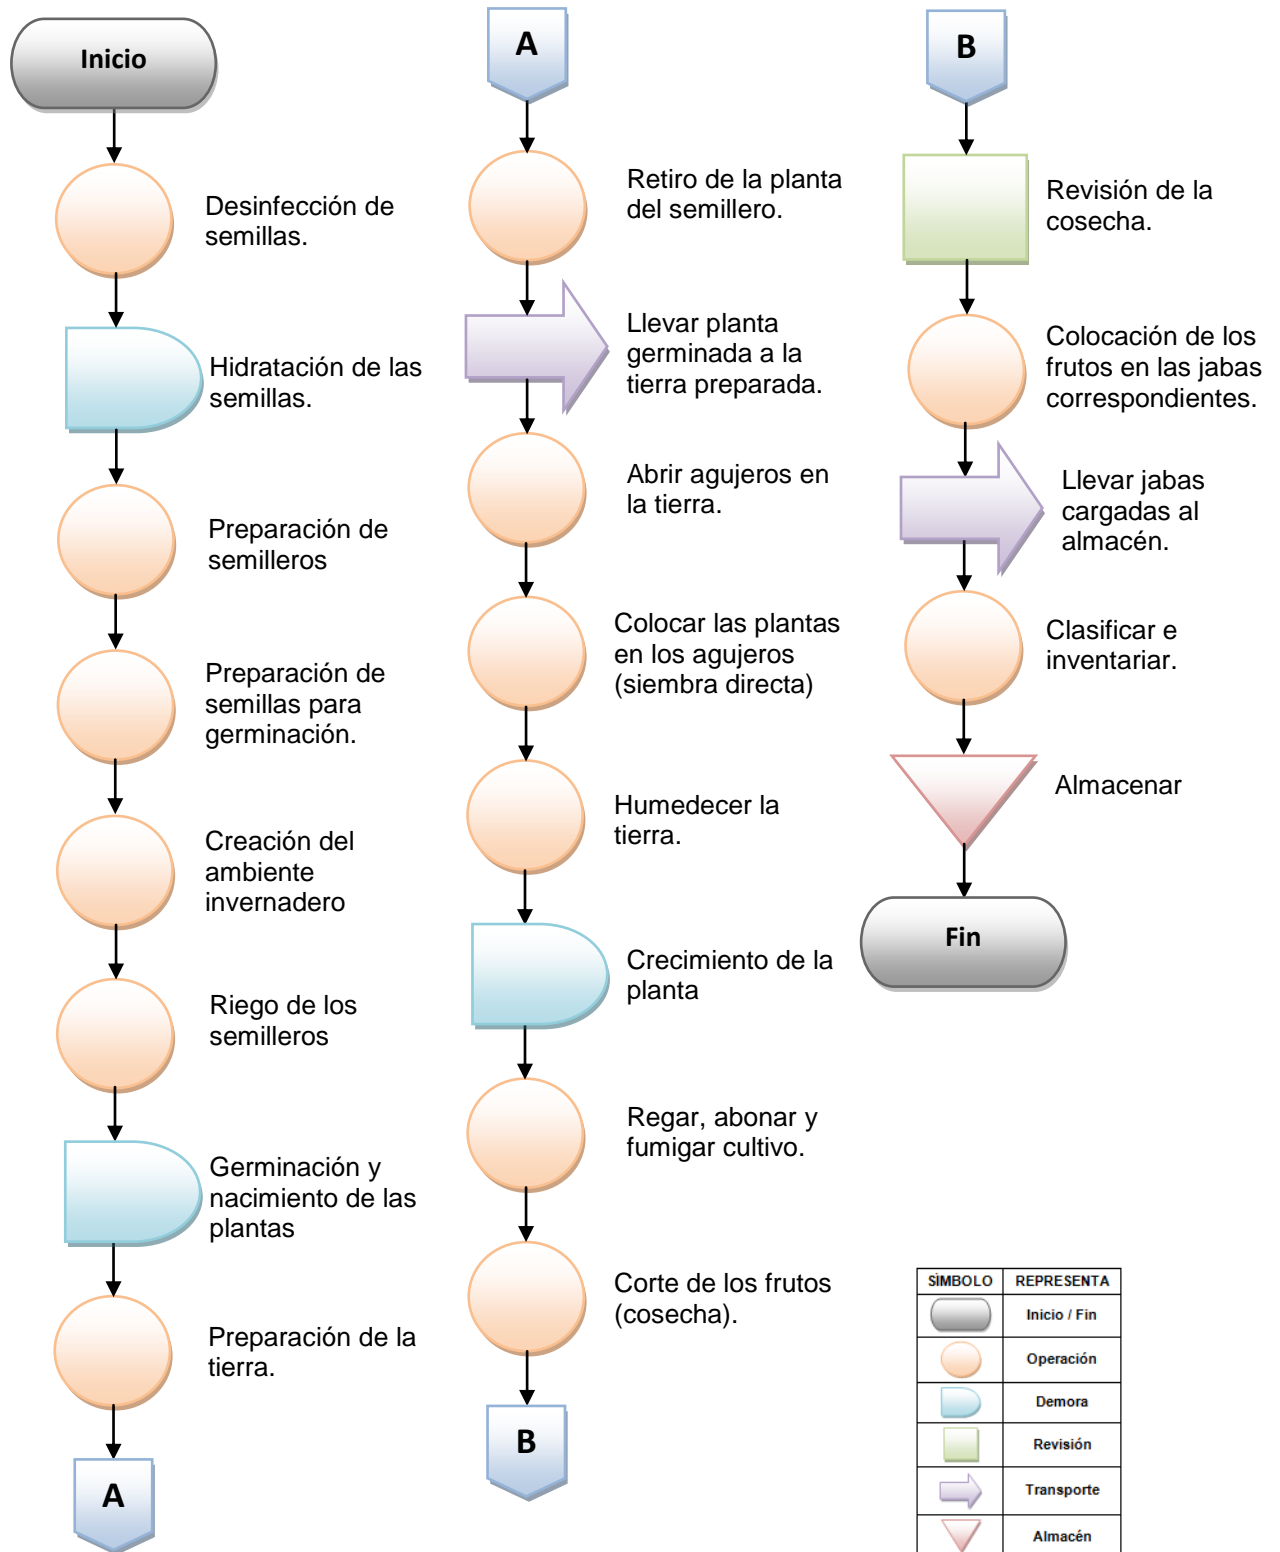 Inicio
Desinfección de
semillas.
Hidratación de las
semillas.
Preparación de
semilleros
Preparación de
semillas para
germinación.
Creación del
ambiente
invernadero
Riego de los
semilleros
Germinación y
nacimiento de las
plantas
Preparación de la
tierra.
A
A
Retiro de la planta
del semillero.
Llevar planta
germinada a la
tierra preparada.
Abrir agujeros en
la tierra.
Colocar las plantas
en los agujeros
(siembra directa)
Humedecer la
tierra.
Crecimiento de la
planta
Regar, abonar y
fumigar cultivo.
Corte de los frutos
(cosecha).
B
B
Revisión de la
cosecha.
Colocación de los
frutos en las jabas
correspondientes.
Llevar jabas
cargadas al
almacén.
Clasificar e
inventariar.
Almacenar
Fin
SÌMBOLO REPRESENTA
Inicio / Fin
Operación
Demora
Revisión
Transporte
Almacén